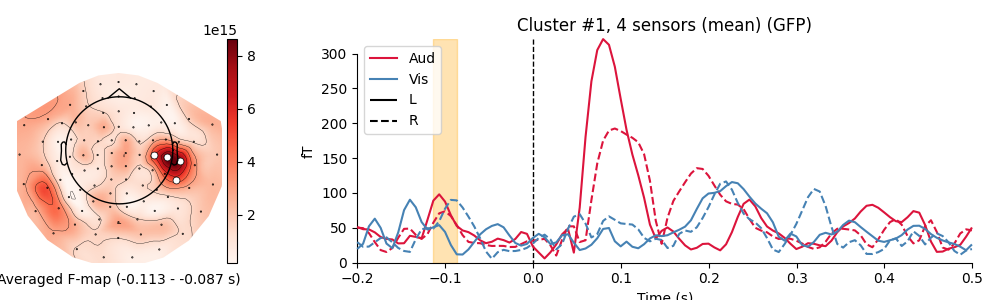 Cluster #1, 4 sensors (mean) (GFP)
1e15
8
6
4
2
Averaged F-map (-0.113 - -0.087 s)
fT
300
250
200
150
100
50
0
Aud
Vis
L
R
−0.2
−0.1
0.0
0.1
0.2
0.3
0.4
0.5
Time (s)